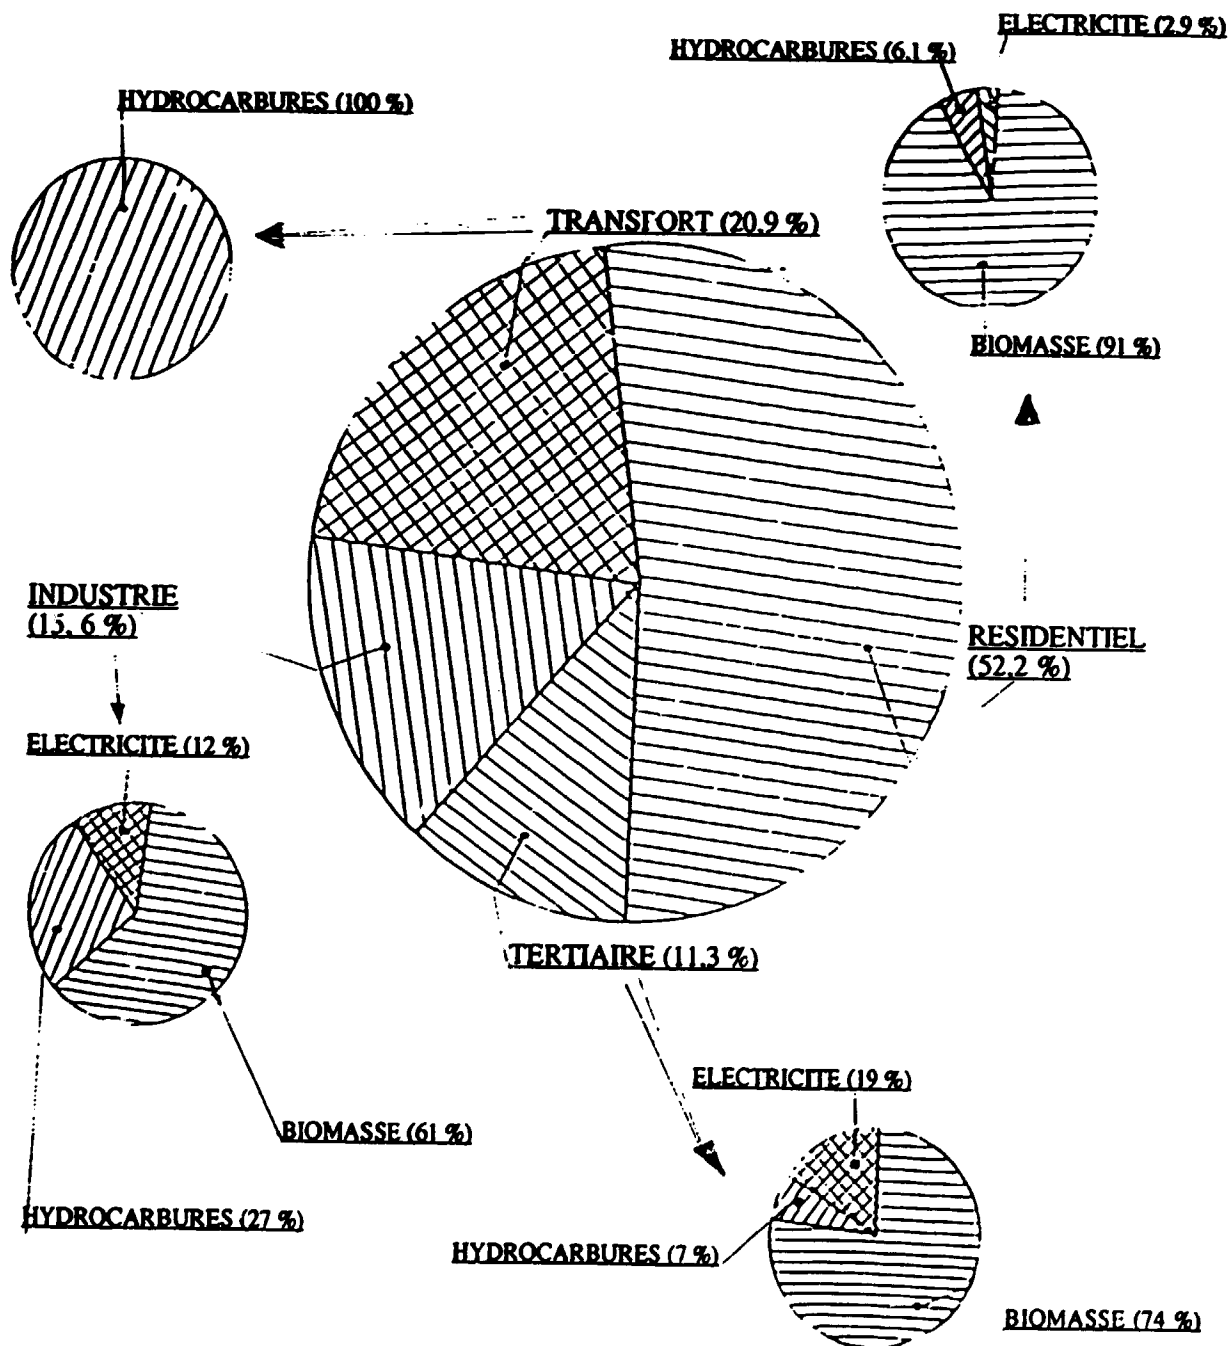 ELECTRICITE (2.9 %)
HYDROCARBURES (6.1 %)
HYDROCARBURES (100 %)
TRANSPORT (20.9 %)
BIOMASSE (91 %)
INDUSTRIE
(15, 6 %)
RESIDENTIEL
(52,2 %)
ELECTRICITE (12 %)
TERTIAIRE (11.3 %)
ELECTRICITE (19 %)
BIOMASSE (61 %)
HYDROCARBURES (27 %)
HYDROCARBURES (7 %)
BIOMASSE (74 %)